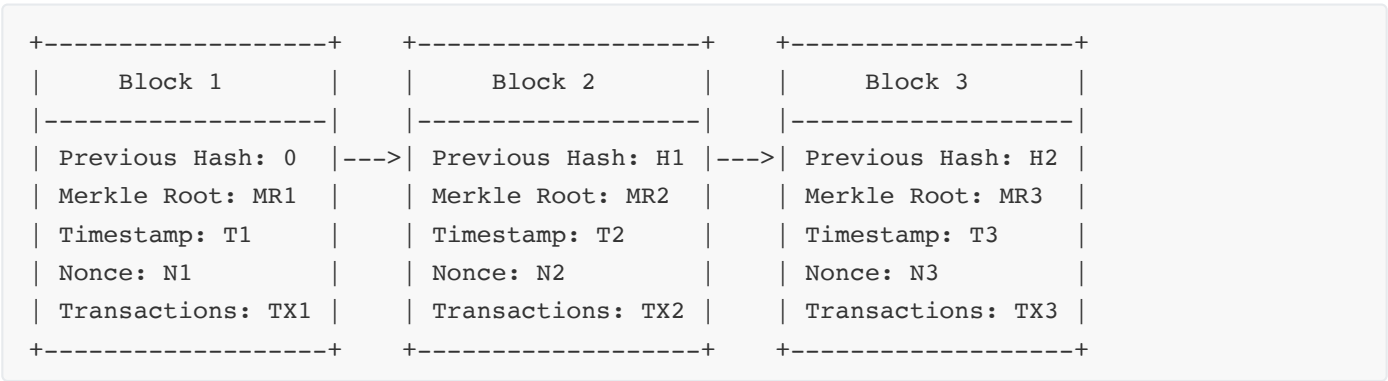 +-------------------+    +-------------------+    +-------------------+
|      Block 1      |    |      Block 2      |    |      Block 3      |
|-------------------|    |-------------------|    |-------------------|
| Previous Hash: 0  |--->| Previous Hash: H1 |--->| Previous Hash: H2 |
| Merkle Root: MR1  |    | Merkle Root: MR2  |    | Merkle Root: MR3  |
| Timestamp: T1     |    | Timestamp: T2     |    | Timestamp: T3     |
| Nonce: N1         |    | Nonce: N2         |    | Nonce: N3         |
| Transactions: TX1 |    | Transactions: TX2 |    | Transactions: TX3 |
+-------------------+    +-------------------+    +-------------------+